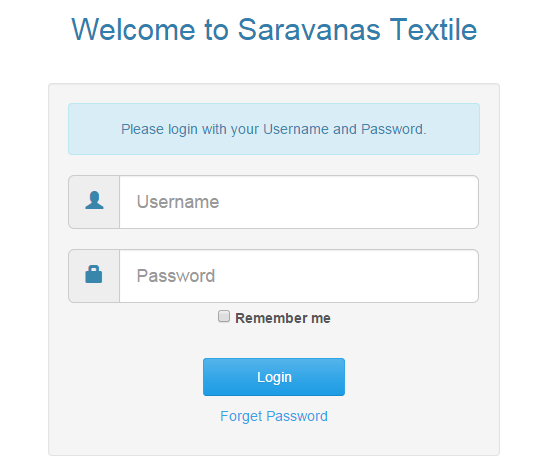 Welcome to Saravanas Textile
Please login with your Username and Password.
Username
Password
Remember me
Login
Forget Password